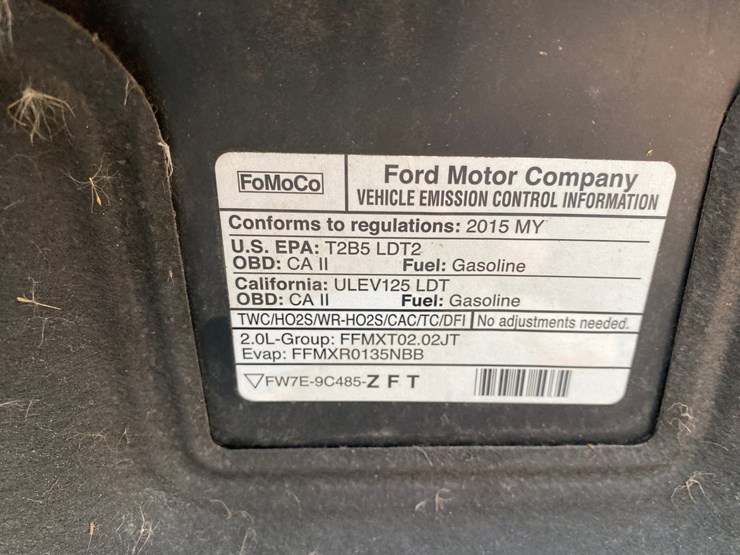 FoMoCo
Ford Motor Company
VEHICLE EMISSION CONTROL INFORMATION
Conforms to regulations: 2015 MY
U.S. EPA: T2B5 LDT2
OBD: CA II Fuel: Gasoline
California: ULEV125 LDT
OBD: CA II Fuel: Gasoline
TWC/HO2S/WR-HO2S/CAC/TC/DFI No adjustments needed.
2.0L-Group: FFMXT02.02JT
Evap: FFMXR0135NBB
FW7E-9C485-Z F T